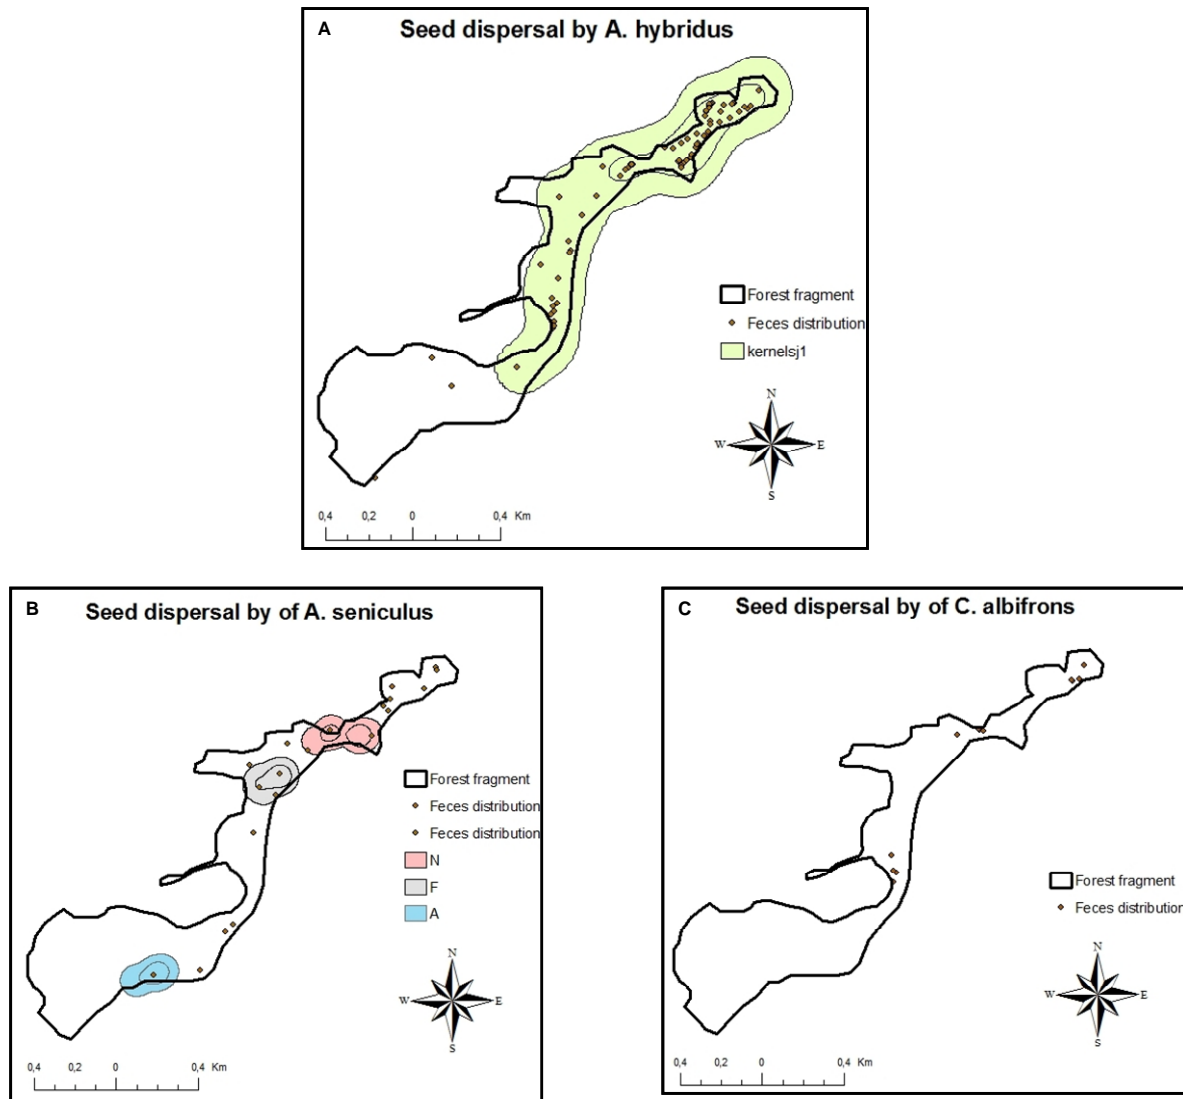 A
Seed dispersal by A. hybridus
Forest fragment
Feces distribution
kernelsj1
N
W
E
S
0,4 0,2 0 0,4 Km
B
Seed dispersal by of A. seniculus
Forest fragment
Feces distribution
Feces distribution
N
F
A
N
W
E
S
0,4 0,2 0 0,4 Km
C
Seed dispersal by of C. albifrons
Forest fragment
Feces distribution
N
W
E
S
0,4 0,2 0 0,4 Km